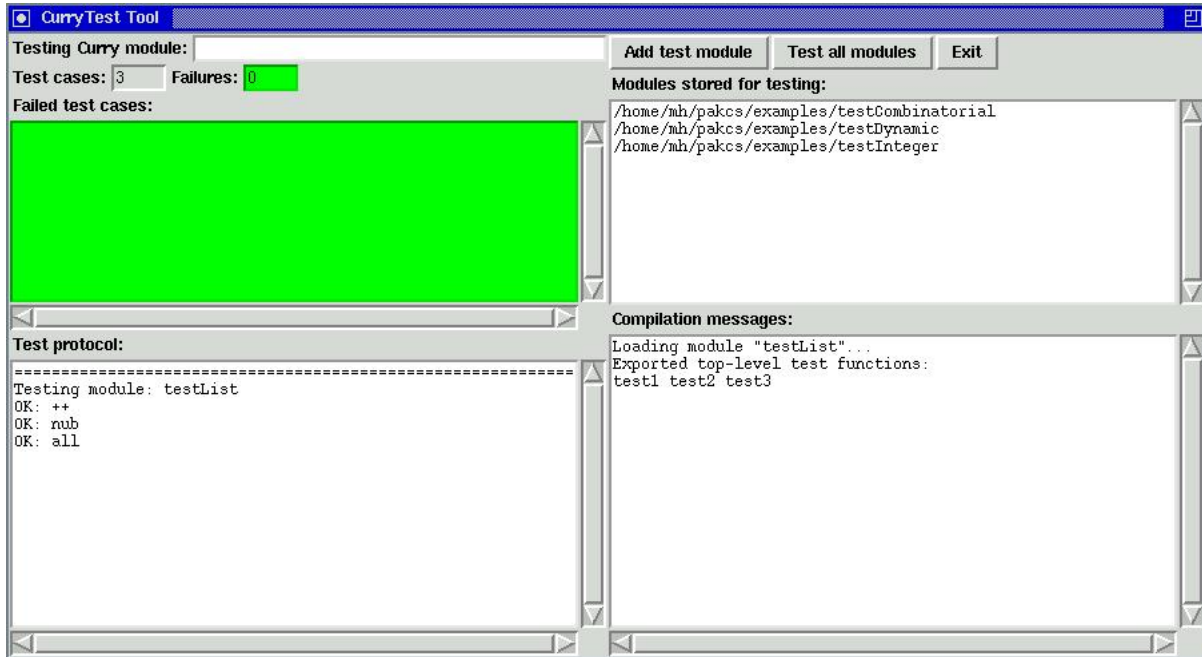 CurryTest Tool
Testing Curry module:
Add test module Test all modules Exit
Test cases: 3 Failures: 0
Modules stored for testing:
Failed test cases:
/home/mh/pakcs/examples/testCombinatorial
/home/mh/pakcs/examples/testDynamic
/home/mh/pakcs/examples/testInteger
Test protocol:
============================================================
Testing module: testList
OK: ++
OK: nub
OK: all
Compilation messages:
Loading module "testList"...
Exported top-level test functions:
test1 test2 test3